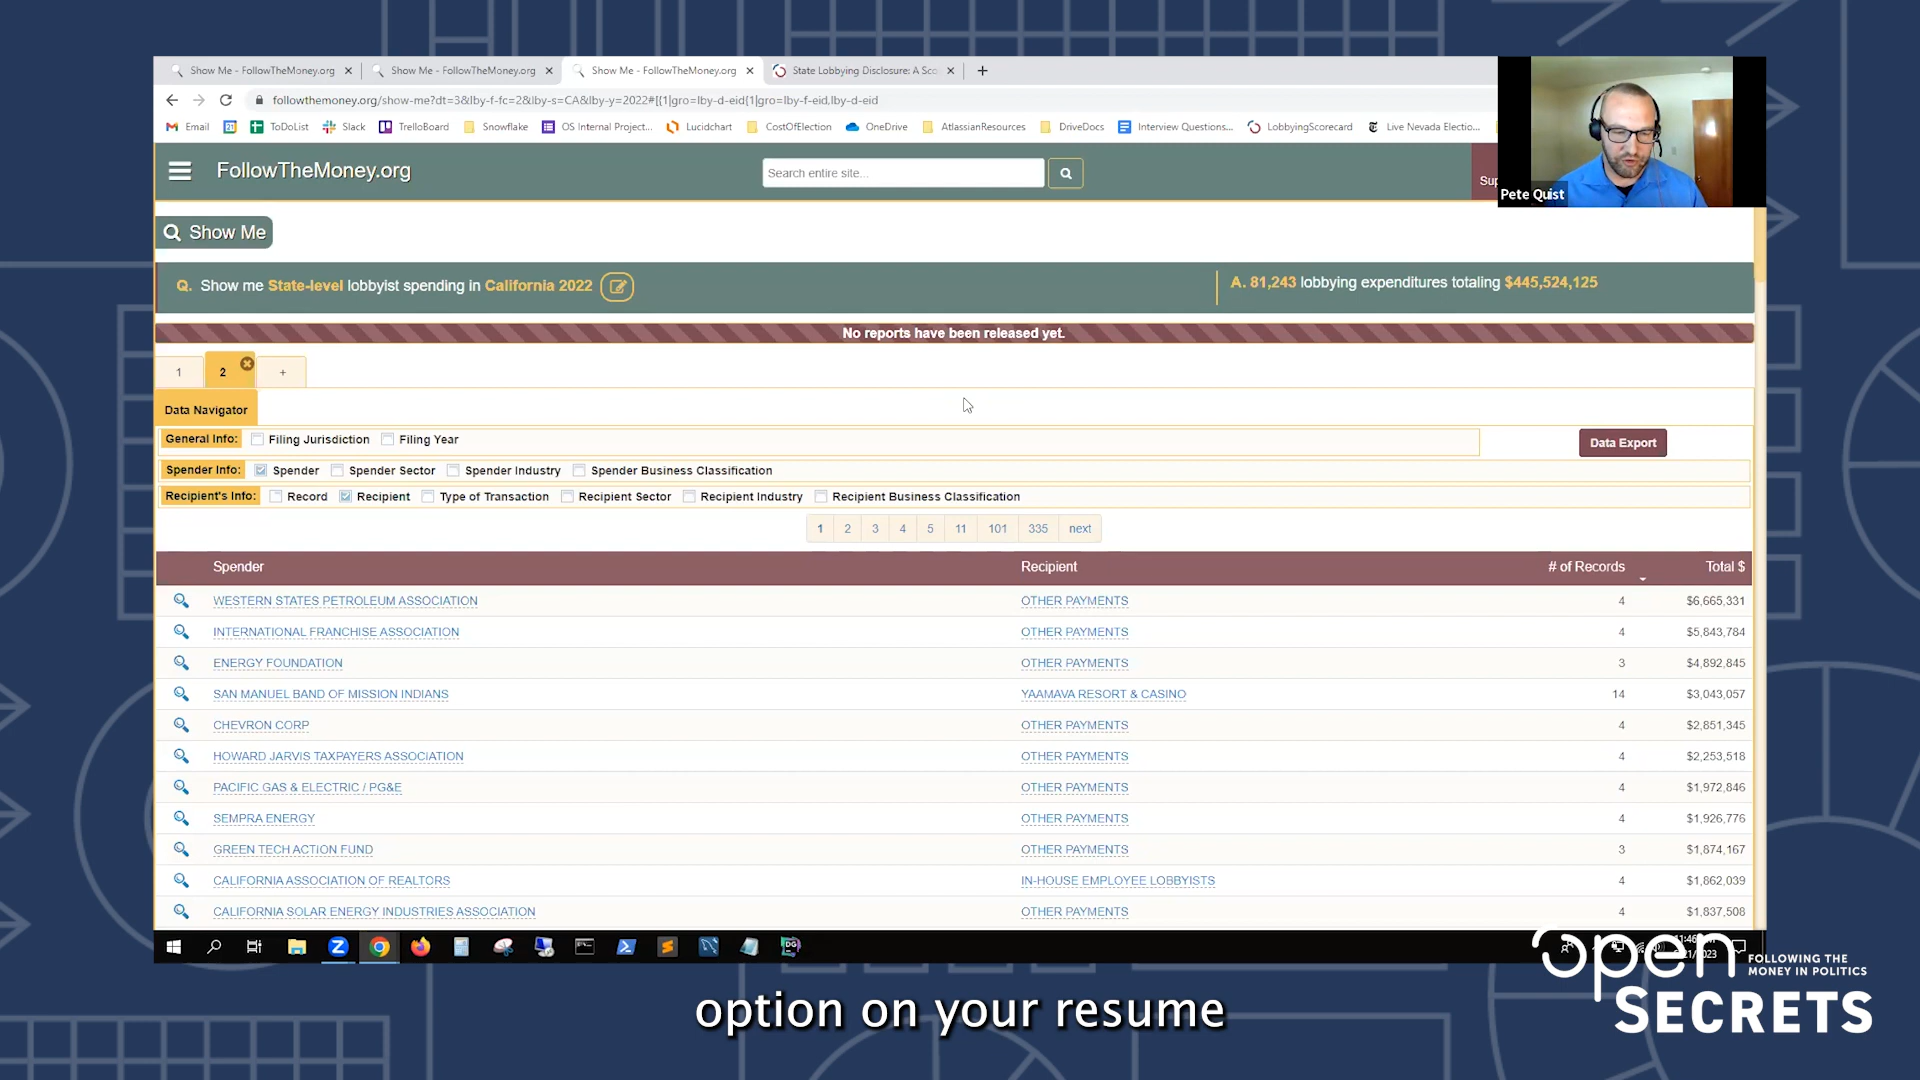 Show Me - FollowTheMoney.org
Show Me - FollowTheMoney.org
Show Me - FollowTheMoney.org
State Lobbying Disclosure: A Sco
followthemoney.org/show-me?dt=3&lby-f-fc=2&lby-s=CA&lby-y=2022#[{1|gro=lby-d-eid{1|gro=lby-f-eid,lby-d-eid
Email ToDoList Slack TrelloBoard Snowflake OS Internal Project... Lucidchart CostOfElection OneDrive AtlassianResources DriveDocs Interview Questions... LobbyingScorecard Live Nevada Electio...
FollowTheMoney.org
Search entire site...
Sup
Pete Quist
Show Me
Q. Show me State-level lobbyist spending in California 2022
A. 81,243 lobbying expenditures totaling $445,524,125
No reports have been released yet.
1 2 +
Data Navigator
General Info: Filing Jurisdiction Filing Year
Data Export
Spender Info: Spender Spender Sector Spender Industry Spender Business Classification
Recipient's Info: Record Recipient Type of Transaction Recipient Sector Recipient Industry Recipient Business Classification
1 2 3 4 5 11 101 335 next
Spender Recipient # of Records Total $
WESTERN STATES PETROLEUM ASSOCIATION OTHER PAYMENTS 4 $6,665,331
INTERNATIONAL FRANCHISE ASSOCIATION OTHER PAYMENTS 4 $5,843,784
ENERGY FOUNDATION OTHER PAYMENTS 3 $4,892,845
SAN MANUEL BAND OF MISSION INDIANS YAAMAVA RESORT & CASINO 14 $3,043,057
CHEVRON CORP OTHER PAYMENTS 4 $2,851,345
HOWARD JARVIS TAXPAYERS ASSOCIATION OTHER PAYMENTS 4 $2,253,518
PACIFIC GAS & ELECTRIC / PG&E OTHER PAYMENTS 4 $1,972,846
SEMPRA ENERGY OTHER PAYMENTS 4 $1,926,776
GREEN TECH ACTION FUND OTHER PAYMENTS 3 $1,874,167
CALIFORNIA ASSOCIATION OF REALTORS IN-HOUSE EMPLOYEE LOBBYISTS 4 $1,862,039
CALIFORNIA SOLAR ENERGY INDUSTRIES ASSOCIATION OTHER PAYMENTS 4 $1,837,508
open
FOLLOWING THE
MONEY IN POLITICS
SECRETS
option on your resume